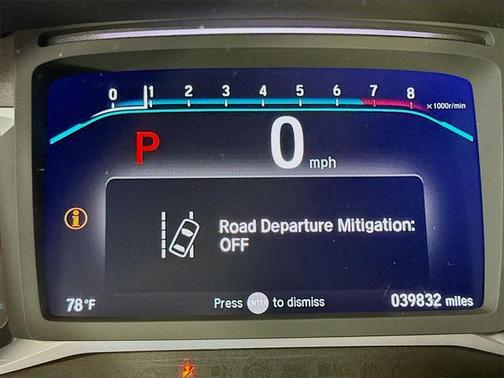 0 1 2 3 4 5 6 7 8 ×1000r/min
P 0 mph
i Road Departure Mitigation:
OFF
78°F Press ENTER to dismiss 039832 miles